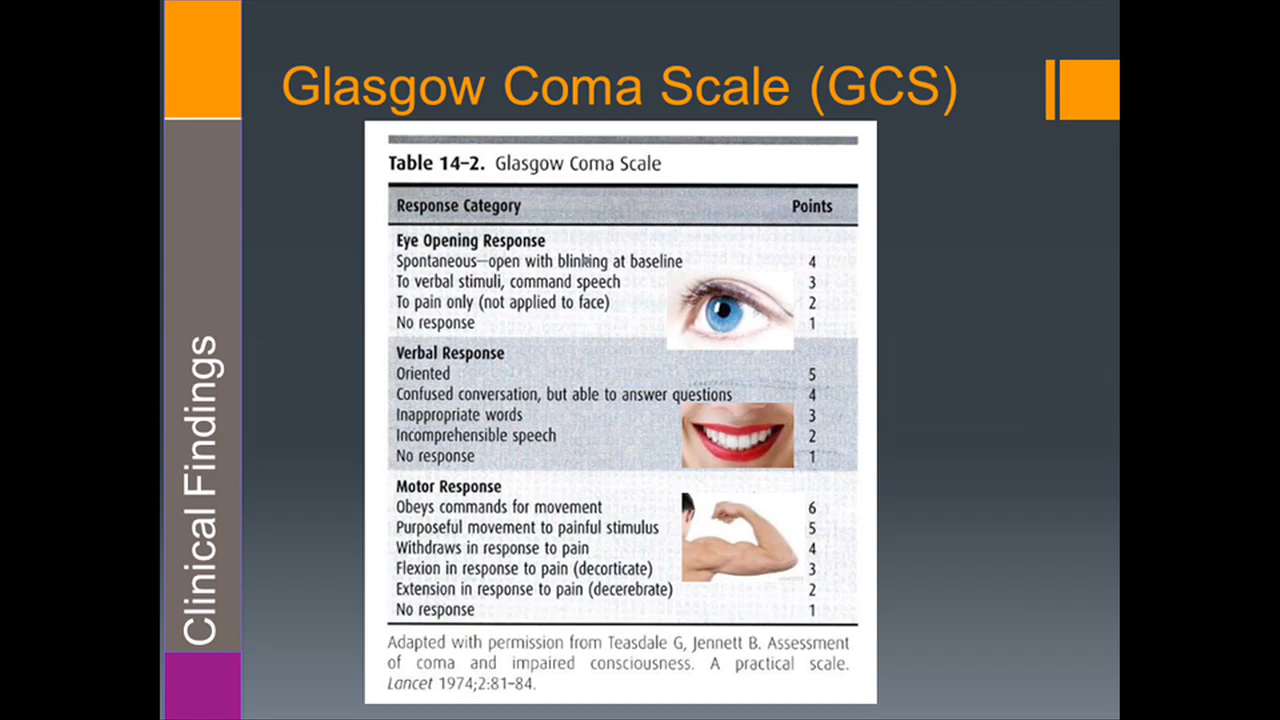 Glasgow Coma Scale (GCS)
Clinical Findings
Table 14–2. Glasgow Coma Scale
Response Category Points
Eye Opening Response
Spontaneous—open with blinking at baseline 4
To verbal stimuli, command speech 3
To pain only (not applied to face) 2
No response 1
Verbal Response
Oriented 5
Confused conversation, but able to answer questions 4
Inappropriate words 3
Incomprehensible speech 2
No response 1
Motor Response
Obeys commands for movement 6
Purposeful movement to painful stimulus 5
Withdraws in response to pain 4
Flexion in response to pain (decorticate) 3
Extension in response to pain (decerebrate) 2
No response 1
Adapted with permission from Teasdale G, Jennett B. Assessment
of coma and impaired consciousness. A practical scale.
Lancet 1974;2:81–84.